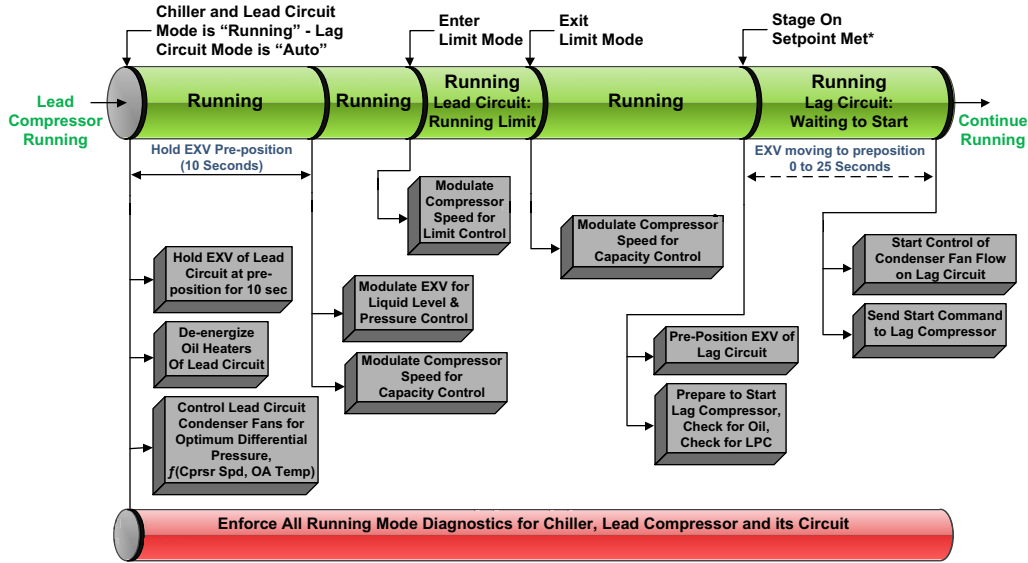 Chiller and Lead Circuit
Mode is “Running” - Lag
Circuit Mode is “Auto”
Enter
Limit Mode
Exit
Limit Mode
Stage On
Setpoint Met*
Lead
Compressor
Running
Running
Running
Running
Lead Circuit:
Running Limit
Running
Running
Lag Circuit:
Waiting to Start
Continue
Running
Hold EXV Pre-position
(10 Seconds)
EXV moving to preposition
0 to 25 Seconds
Hold EXV of Lead
Circuit at pre-
position for 10 sec
De-energize
Oil Heaters
Of Lead Circuit
Control Lead Circuit
Condenser Fans for
Optimum Differential
Pressure,
ƒ(Cprsr Spd, OA Temp)
Modulate EXV for
Liquid Level &
Pressure Control
Modulate Compressor
Speed for
Capacity Control
Modulate
Compressor
Speed for
Limit Control
Modulate Compressor
Speed for
Capacity Control
Pre-Position EXV of
Lag Circuit
Prepare to Start
Lag Compressor,
Check for Oil,
Check for LPC
Start Control of
Condenser Fan Flow
on Lag Circuit
Send Start Command
to Lag Compressor
Enforce All Running Mode Diagnostics for Chiller, Lead Compressor and its Circuit